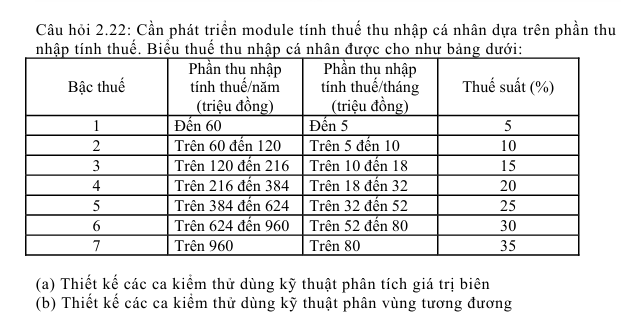 Câu hỏi 2.22: Cần phát triển module tính thuế thu nhập cá nhân dựa trên phần thu
nhập tính thuế. Biểu thuế thu nhập cá nhân được cho như bảng dưới:
Bậc thuế
Phần thu nhập
tính thuế/năm
(triệu đồng)
Phần thu nhập
tính thuế/tháng
(triệu đồng)
Thuế suất (%)
1 Đến 60 Đến 5 5
2 Trên 60 đến 120 Trên 5 đến 10 10
3 Trên 120 đến 216 Trên 10 đến 18 15
4 Trên 216 đến 384 Trên 18 đến 32 20
5 Trên 384 đến 624 Trên 32 đến 52 25
6 Trên 624 đến 960 Trên 52 đến 80 30
7 Trên 960 Trên 80 35
(a) Thiết kế các ca kiểm thử dùng kỹ thuật phân tích giá trị biên
(b) Thiết kế các ca kiểm thử dùng kỹ thuật phân vùng tương đương